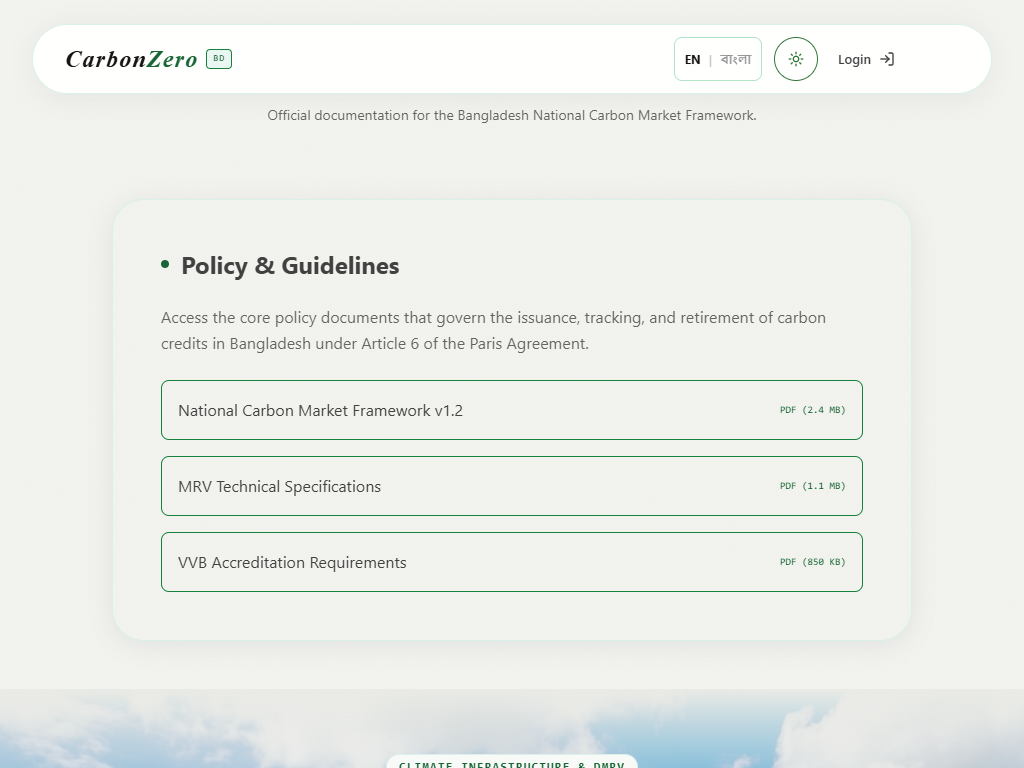 CarbonZero BD
EN | বাংলা
Login
Official documentation for the Bangladesh National Carbon Market Framework.
Policy & Guidelines
Access the core policy documents that govern the issuance, tracking, and retirement of carbon
credits in Bangladesh under Article 6 of the Paris Agreement.
National Carbon Market Framework v1.2
PDF (2.4 MB)
MRV Technical Specifications
PDF (1.1 MB)
VVB Accreditation Requirements
PDF (850 KB)
CLIMATE INFRASTRUCTURE & DMRV